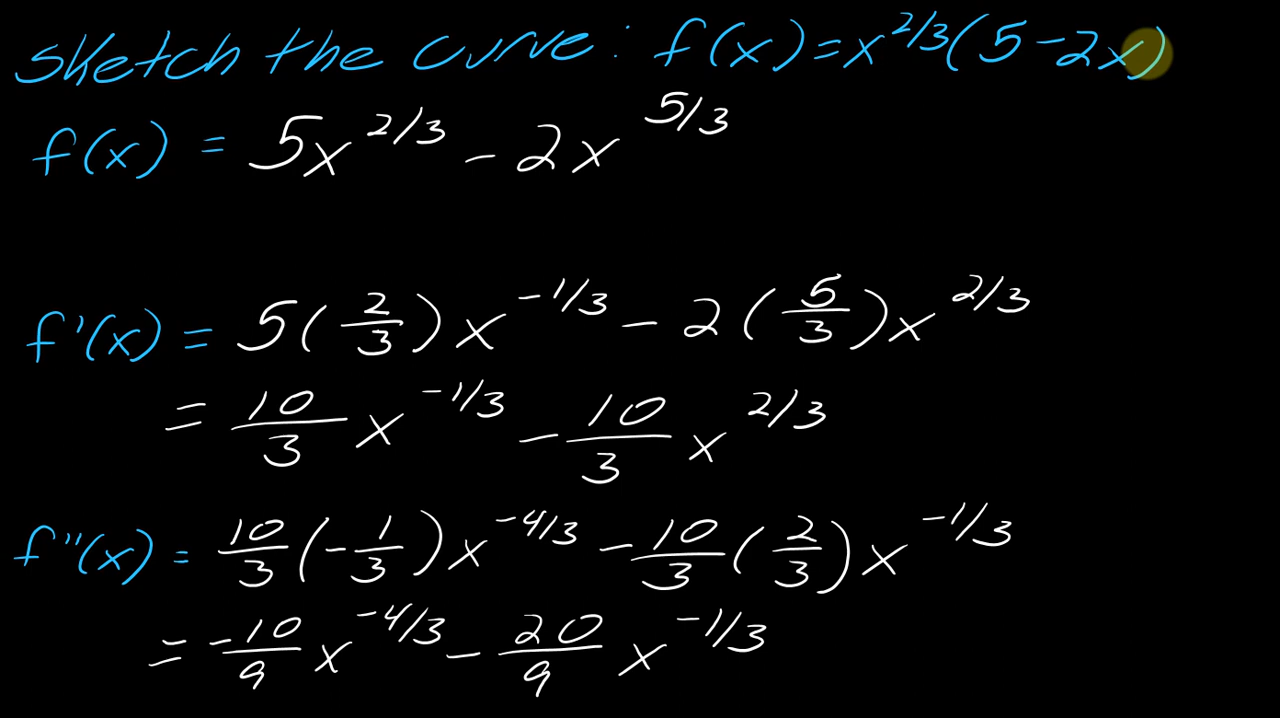 sketch the curve: f(x)=x^2/3(5-2x)
f(x) = 5x^2/3 - 2x^5/3
f'(x) = 5(2/3)x^-1/3 - 2(5/3)x^2/3
= 10/3 x^-1/3 - 10/3 x^2/3
f"(x) = 10/3(-1/3)x^-4/3 - 10/3(2/3)x^-1/3
= -10/9 x^-4/3 - 20/9 x^-1/3